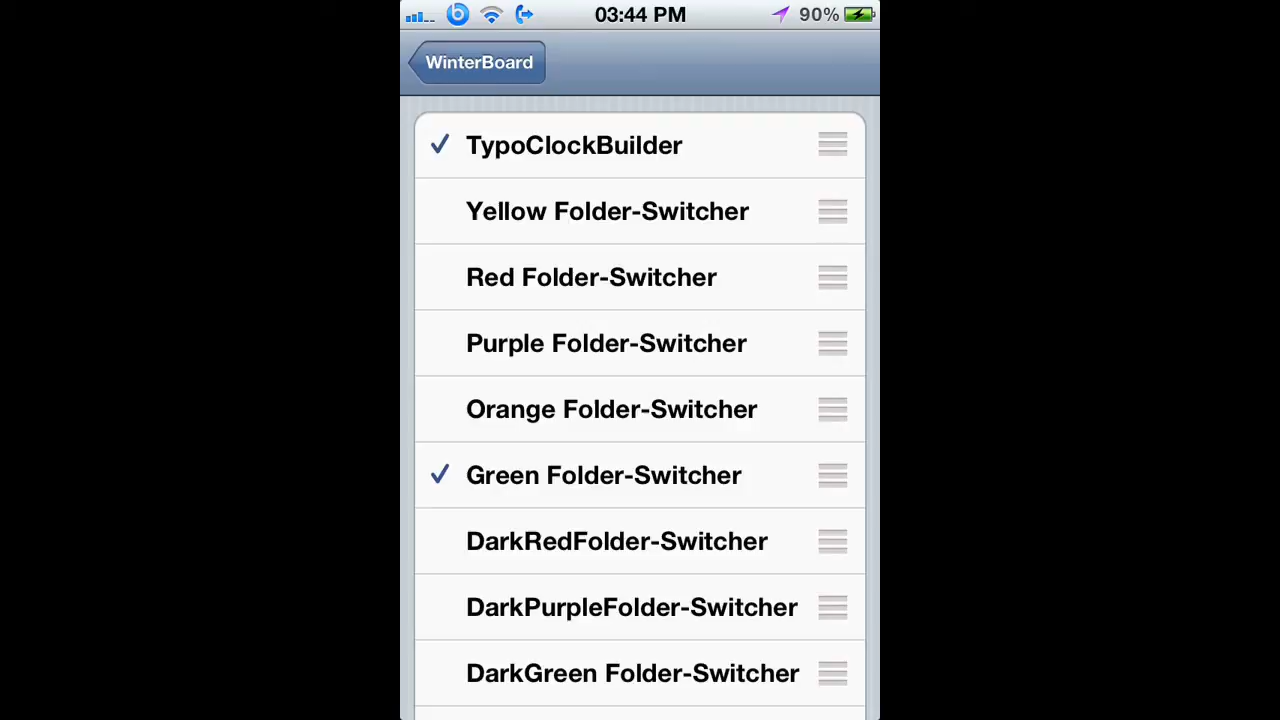 03:44 PM 90%
WinterBoard
TypoClockBuilder
Yellow Folder-Switcher
Red Folder-Switcher
Purple Folder-Switcher
Orange Folder-Switcher
Green Folder-Switcher
DarkRedFolder-Switcher
DarkPurpleFolder-Switcher
DarkGreen Folder-Switcher